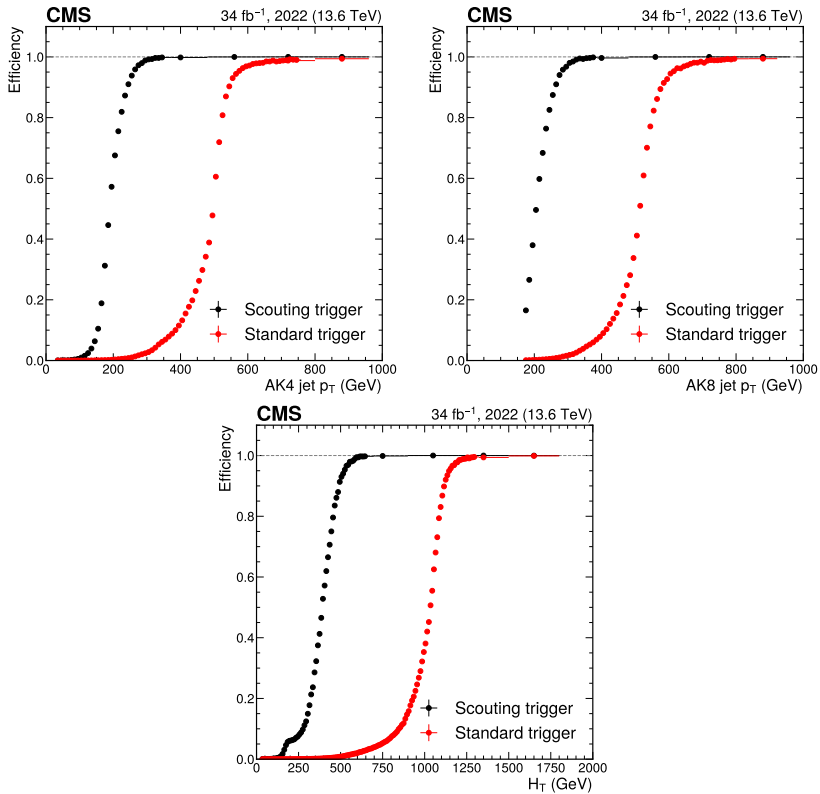 CMS 34 fb⁻¹, 2022 (13.6 TeV)
Efficiency
1.0
0.8
0.6
0.4
0.2
0.0
Scouting trigger
Standard trigger
0 200 400 600 800 1000
AK4 jet pT (GeV)
CMS 34 fb⁻¹, 2022 (13.6 TeV)
Efficiency
1.0
0.8
0.6
0.4
0.2
0.0
Scouting trigger
Standard trigger
0 200 400 600 800 1000
AK8 jet pT (GeV)
CMS 34 fb⁻¹, 2022 (13.6 TeV)
Efficiency
1.0
0.8
0.6
0.4
0.2
0.0
Scouting trigger
Standard trigger
0 250 500 750 1000 1250 1500 1750 2000
HT (GeV)